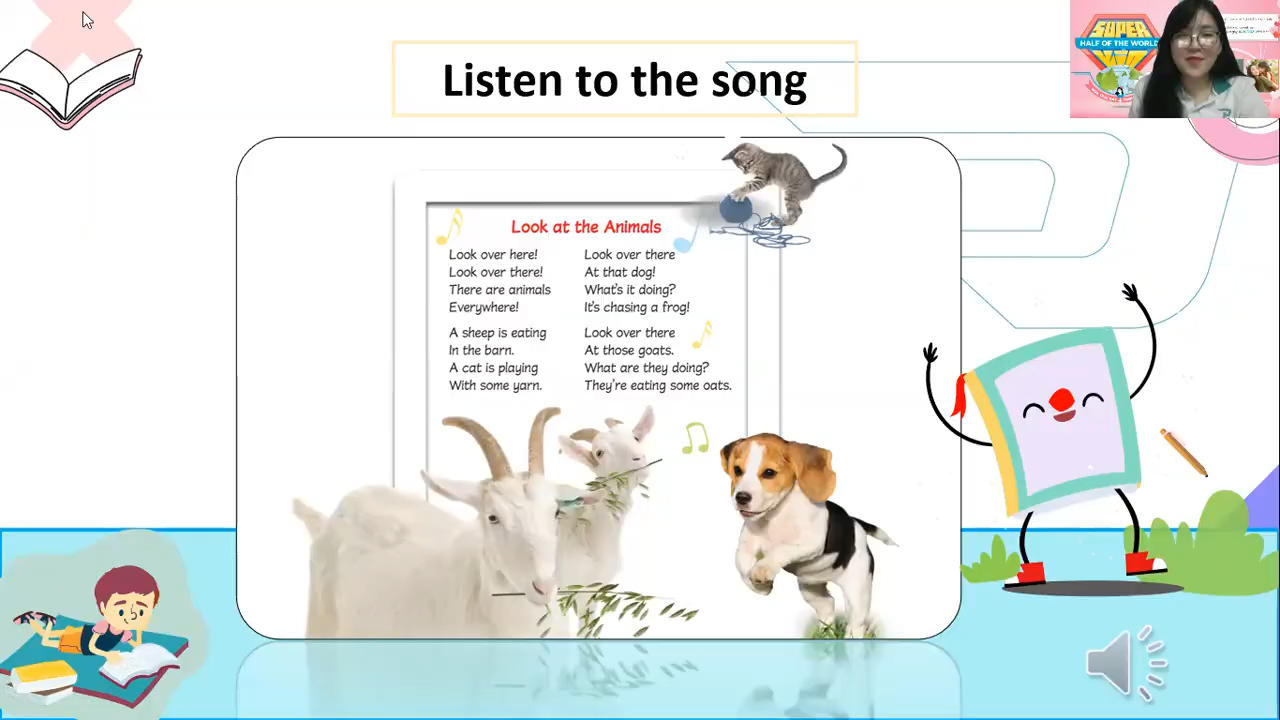 Listen to the song
SUPER
HALF OF THE WORLD
Look at the Animals
Look over here!
Look over there!
There are animals
Everywhere!
A sheep is eating
In the barn.
A cat is playing
With some yarn.
Look over there
At that dog!
What's it doing?
It's chasing a frog!
Look over there
At those goats.
What are they doing?
They're eating some oats.